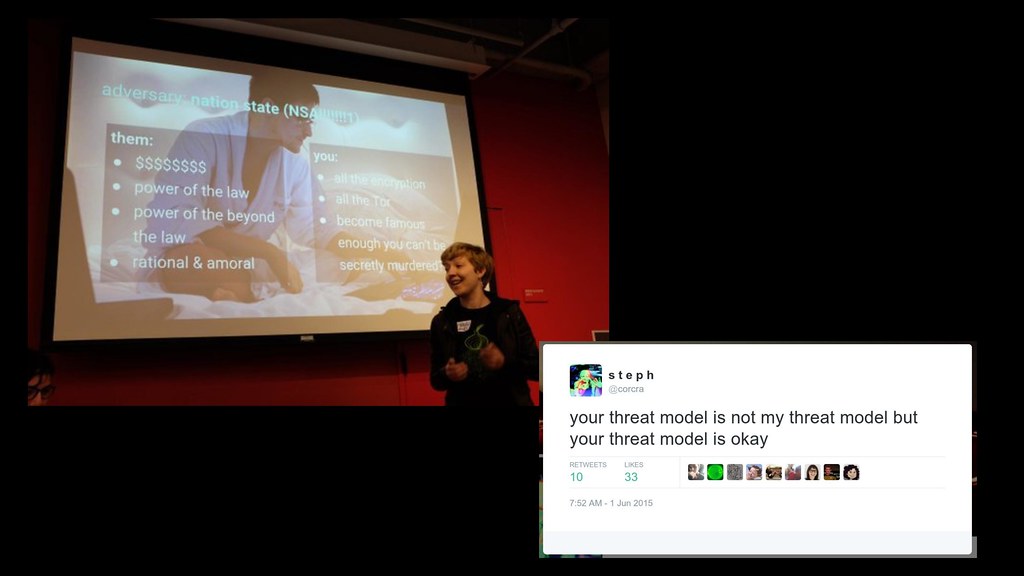 adversary: nation state (NSA!!!!!!1)
them:
$$$$$$$$
power of the law
power of the beyond
the law
rational & amoral
you:
all the encryption
all the Tor
become famous
enough you can't be
secretly murdered?
s t e p h
@corcra
your threat model is not my threat model but
your threat model is okay
RETWEETS LIKES
10 33
7:52 AM - 1 Jun 2015